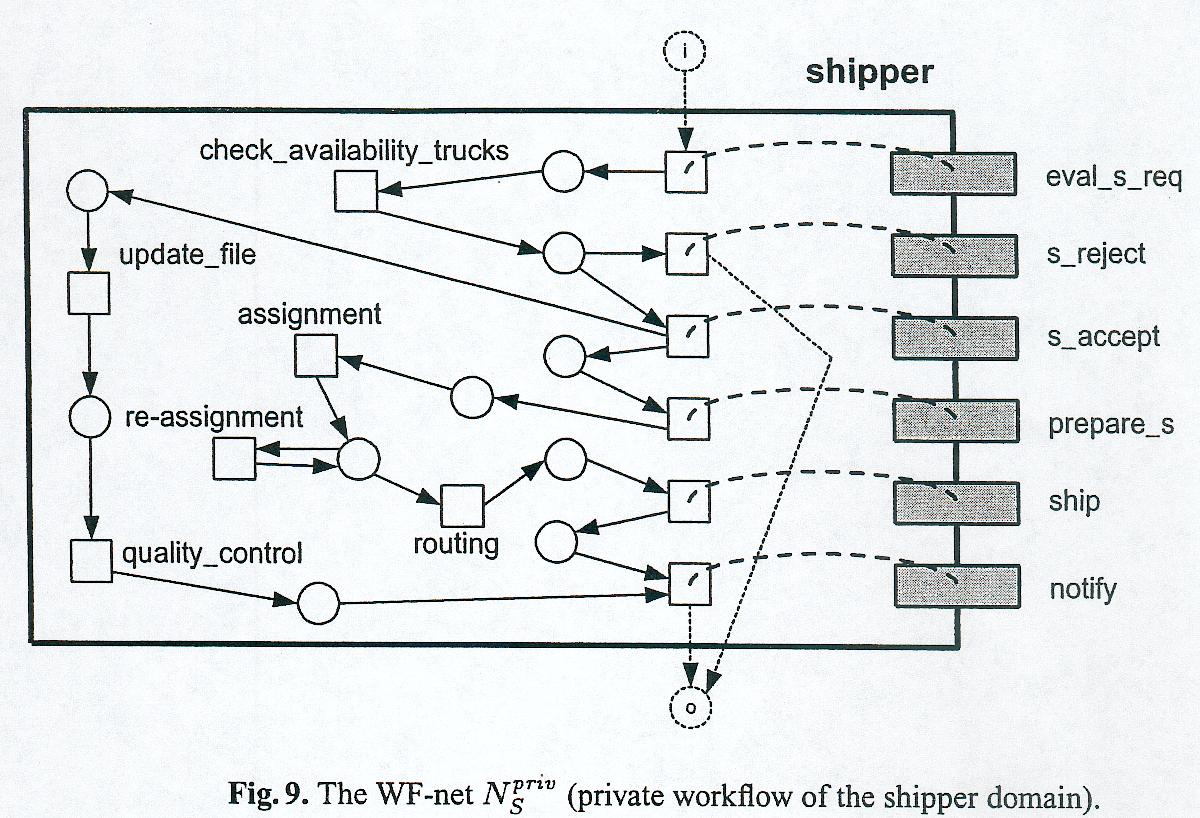 i
shipper
check_availability_trucks
eval_s_req
update_file
s_reject
assignment
s_accept
re-assignment
prepare_s
routing
ship
quality_control
notify
o
Fig. 9. The WF-net N_S^{priv} (private workflow of the shipper domain).